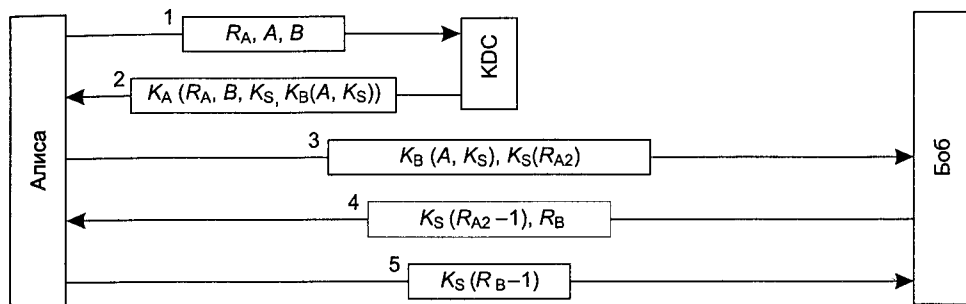 Алиса
1
R_A, A, B
KDC
2
K_A (R_A, B, K_S, K_B(A, K_S))
3
K_B (A, K_S), K_S(R_A2)
Боб
4
K_S (R_A2 –1), R_B
5
K_S (R_B–1)